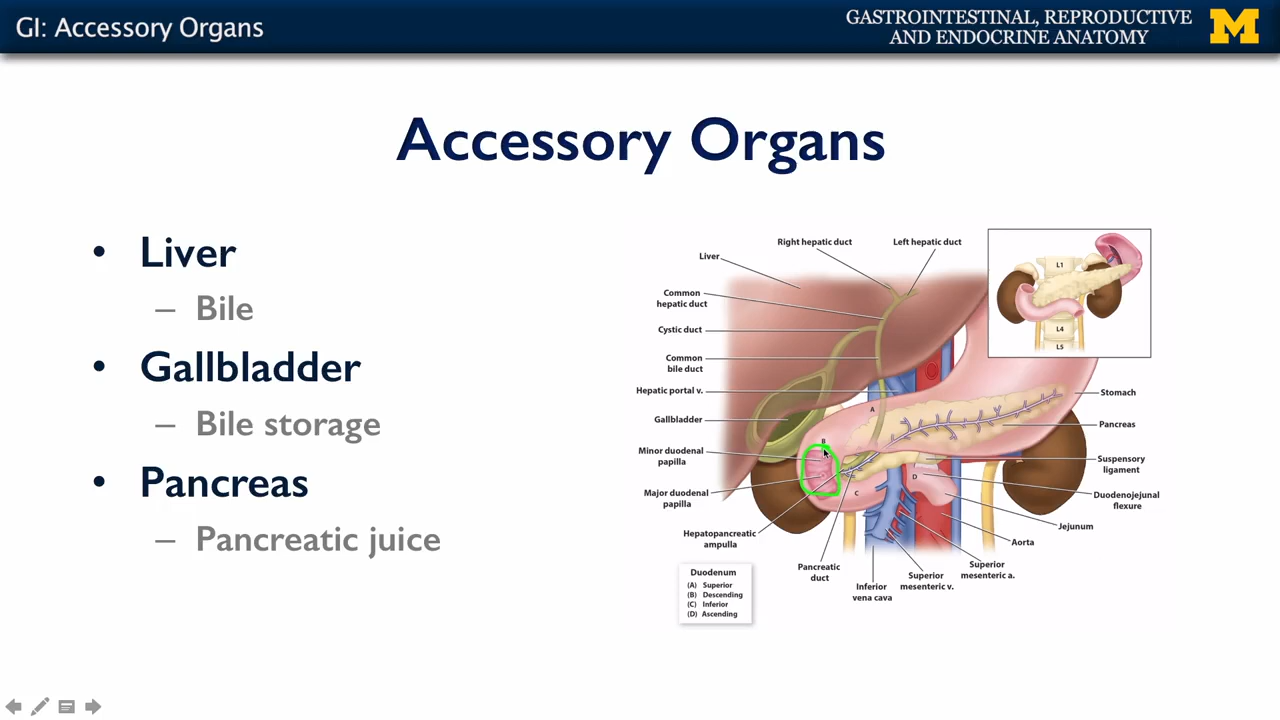 GI: Accessory Organs
GASTROINTESTINAL, REPRODUCTIVE
AND ENDOCRINE ANATOMY
M
Accessory Organs
• Liver
– Bile
• Gallbladder
– Bile storage
• Pancreas
– Pancreatic juice
Right hepatic duct
Left hepatic duct
Liver
Common
hepatic duct
Cystic duct
Common
bile duct
Hepatic portal v.
Gallbladder
Minor duodenal
papilla
Major duodenal
papilla
Hepatopancreatic
ampulla
Pancreatic
duct
Inferior
vena cava
Superior
mesenteric v.
Superior
mesenteric a.
Aorta
Jejunum
Duodenojejunal
flexure
Suspensory
ligament
Pancreas
Stomach
L1
L4
L5
A
B
C
D
Duodenum
(A) Superior
(B) Descending
(C) Inferior
(D) Ascending